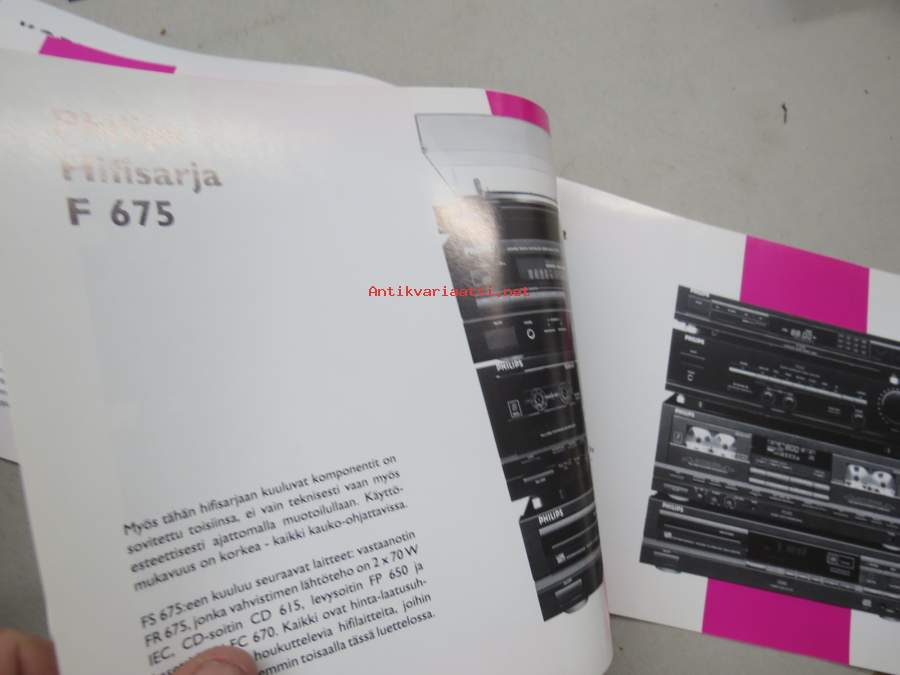 Philips
Hifisarja
F 675
Antikvariaatti.net
Myös tähän hifisarjaan kuuluvat komponentit on
sovitettu toisiinsa, ei vain teknisesti vaan myös
esteettisesti ajattomalla muotoilullaan. Käyttö-
mukavuus on korkea - kaikki kauko-ohjattavissa.
FS 675:een kuuluu seuraavat laitteet: vastaanotin
FR 675, jonka vahvistimen lähtöteho on 2 x 70 W
IEC, CD-soitin CD 615, levysoitin FP 650 ja
FC 670. Kaikki ovat hinta-laatusuh-
houkuttelevia hifilaitteita, joihin
toisaalla tässä luettelossa.
PHILIPS
PHILIPS
PHILIPS
PHILIPS
PHILIPS